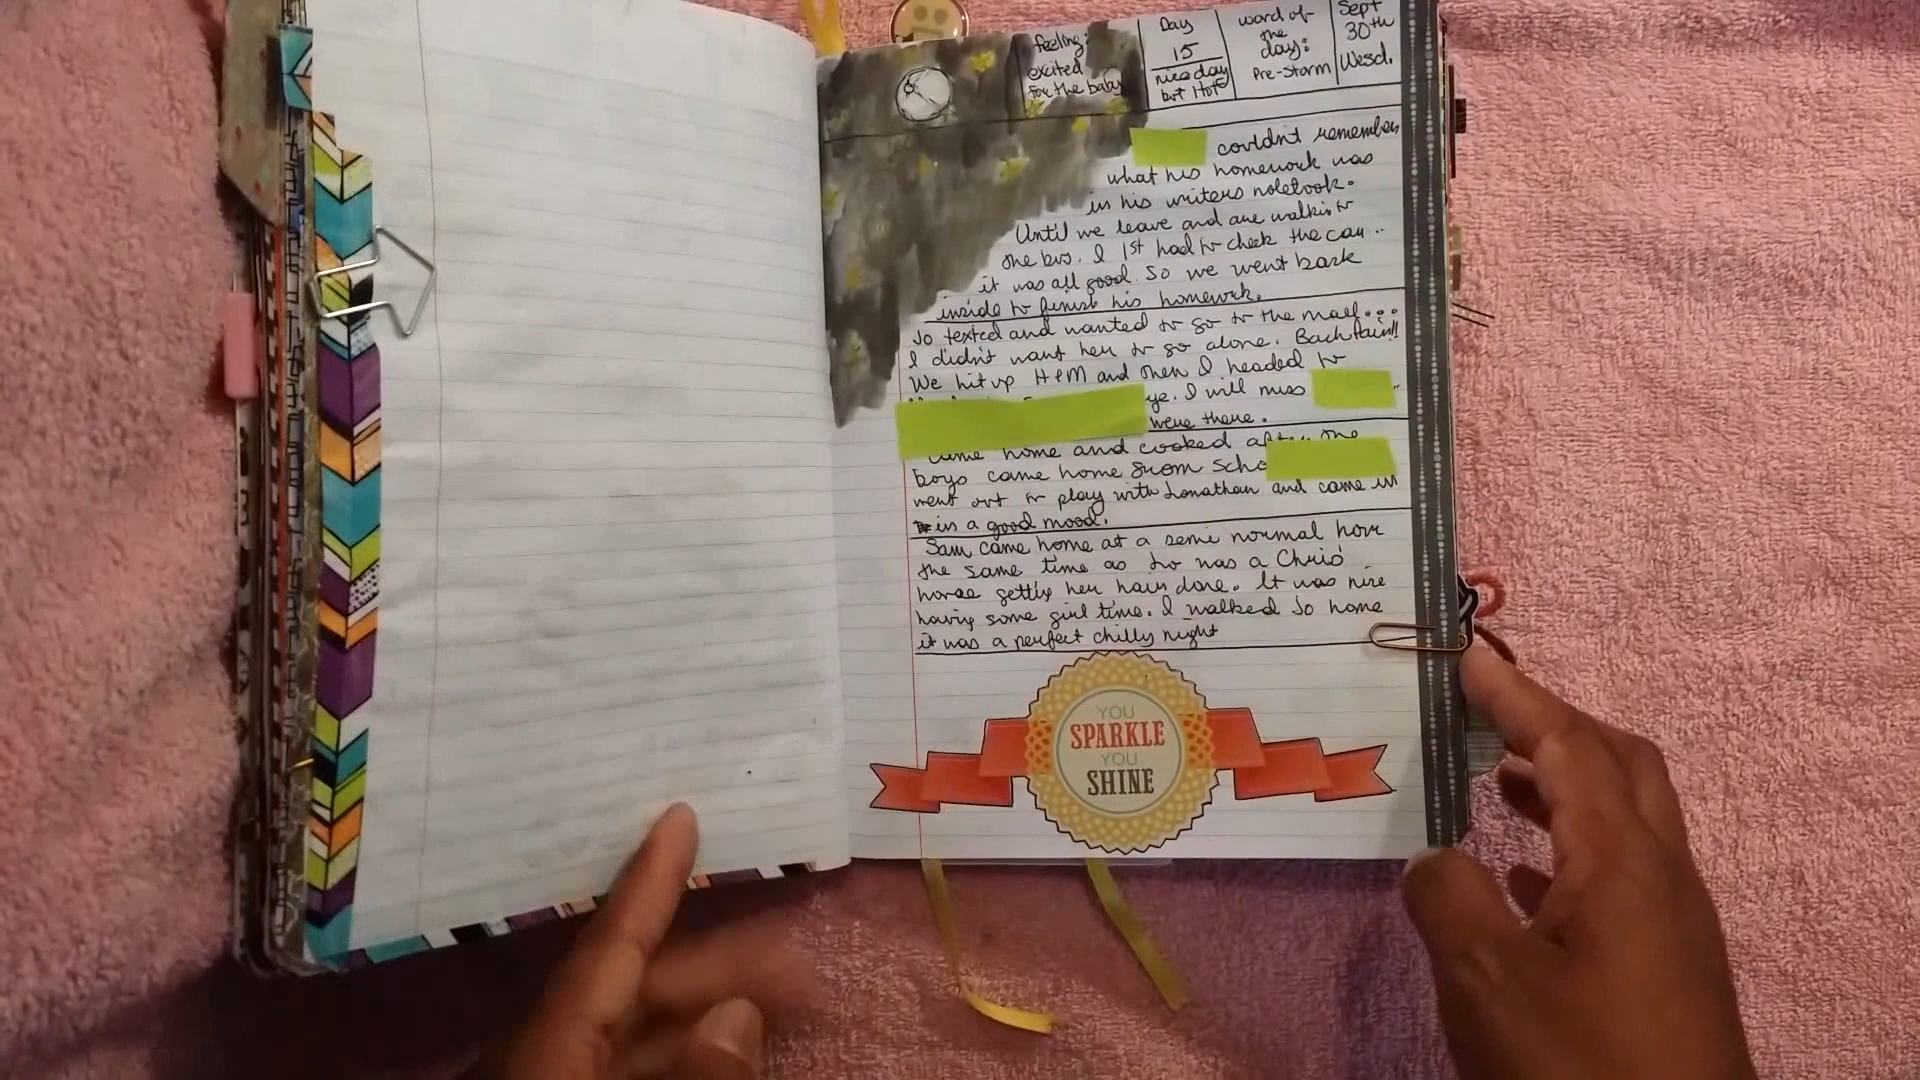 feeling:
excited
for the baby
Day
15
nice day
but Hot
word of
the
day:
Pre-Storm
Sept
30th
Wesd.
couldn't remember
what his homework was
in his writers notebook.
Until we leave and are walkin to
the bus. I 1st had to check the car..
it was all good. So we went back
inside to finish his homework.
Jo texted and wanted to go to the mall...
I didn't want her to go alone. Back Pain!!
We hit up H&M and then I headed to
ye. I will miss
were there.
came home and cooked after the
boys came home from scho
went out to play with Jonathan and came in
in a good mood.
Sam came home at a semi normal hour
the same time as Jo was a Chris'
horse getting her hair done. It was nice
having some girl time. I walked Jo home
it was a perfect chilly night
YOU
SPARKLE
YOU
SHINE